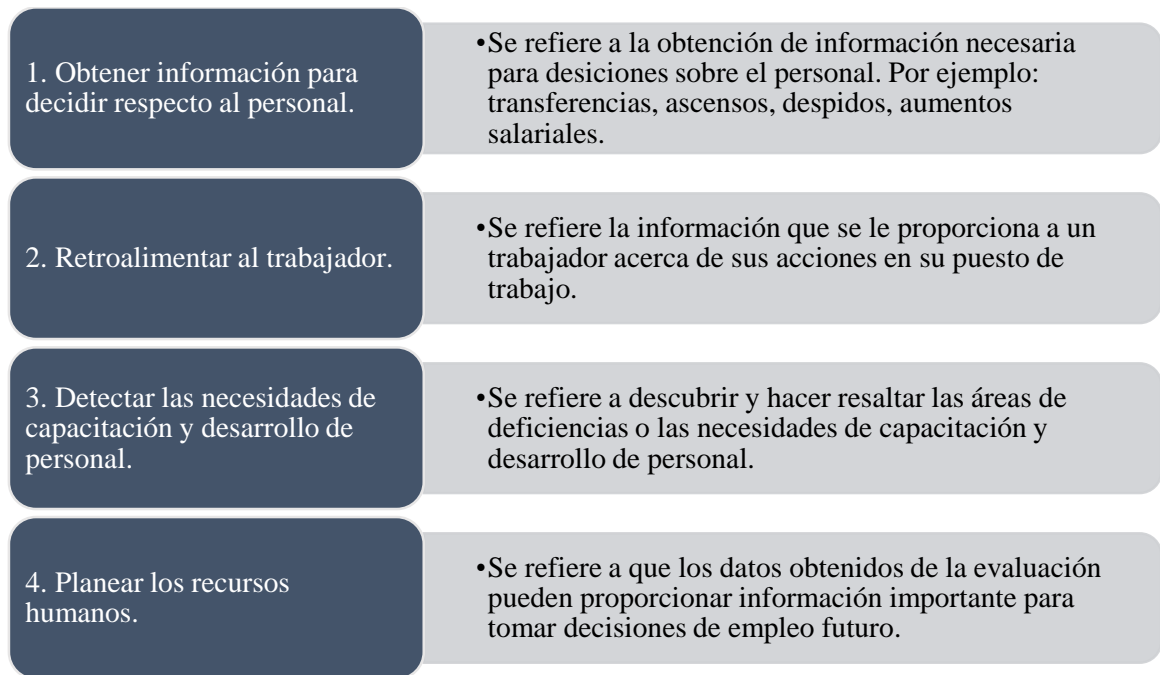 1. Obtener información para
decidir respecto al personal.
•Se refiere a la obtención de información necesaria
para desiciones sobre el personal. Por ejemplo:
transferencias, ascensos, despidos, aumentos
salariales.
2. Retroalimentar al trabajador.
•Se refiere la información que se le proporciona a un
trabajador acerca de sus acciones en su puesto de
trabajo.
3. Detectar las necesidades de
capacitación y desarrollo de
personal.
•Se refiere a descubrir y hacer resaltar las áreas de
deficiencias o las necesidades de capacitación y
desarrollo de personal.
4. Planear los recursos
humanos.
•Se refiere a que los datos obtenidos de la evaluación
pueden proporcionar información importante para
tomar decisiones de empleo futuro.